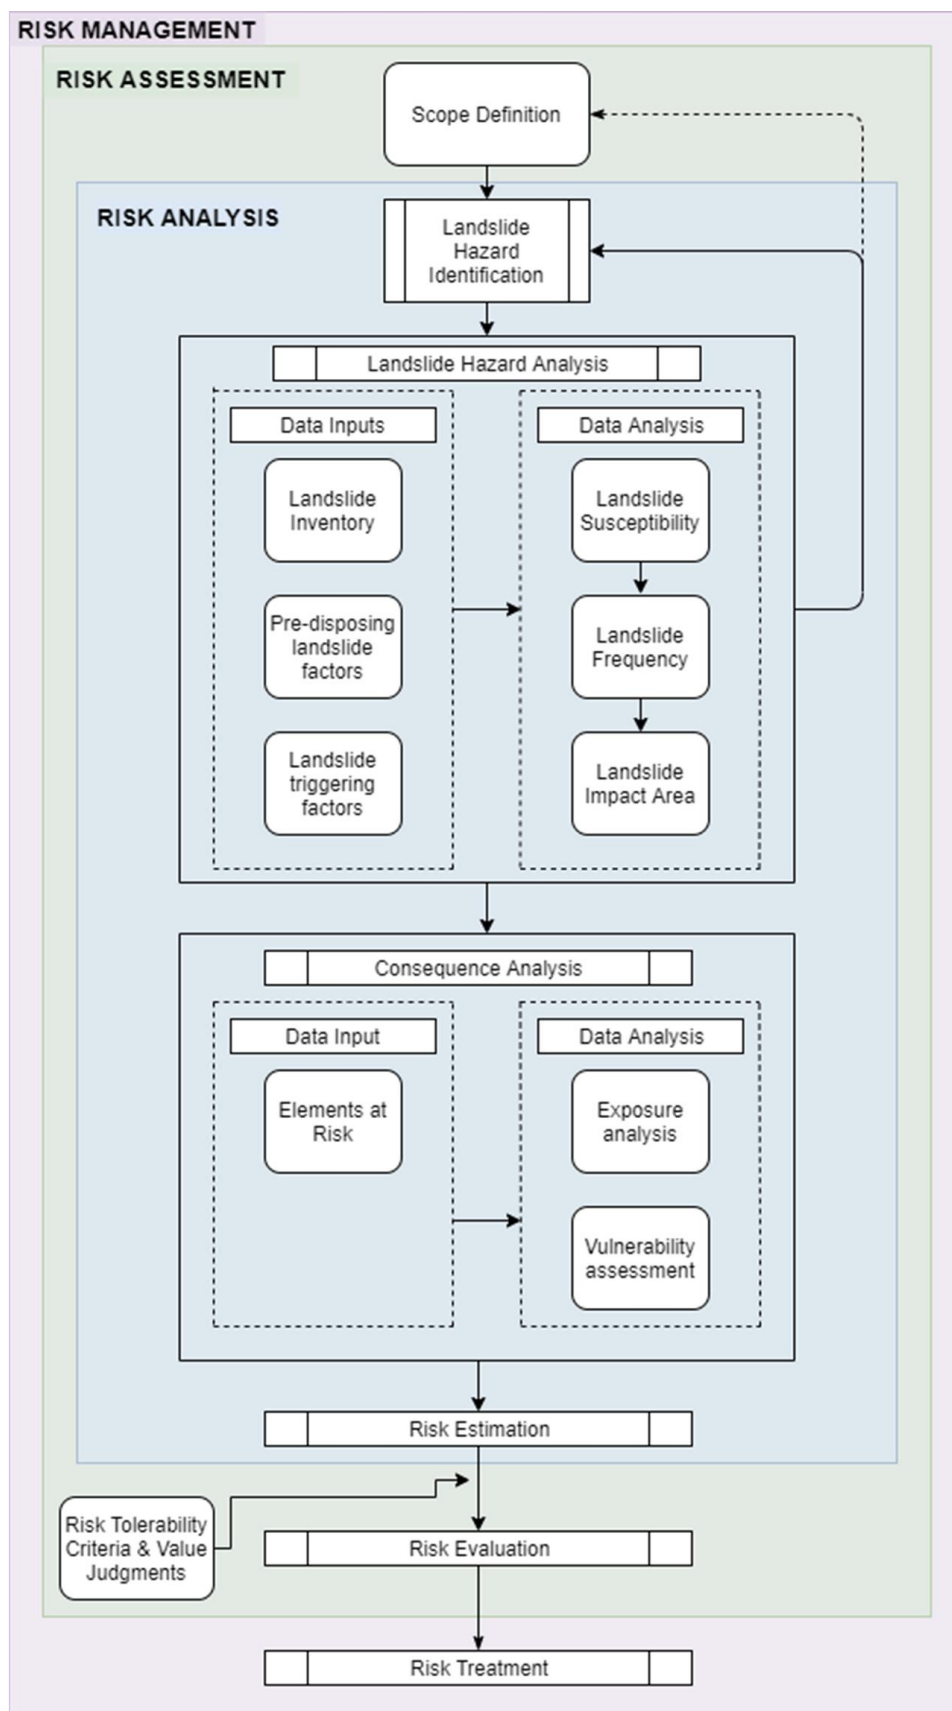 RISK MANAGEMENT
RISK ASSESSMENT
Scope Definition
RISK ANALYSIS
Landslide
Hazard
Identification
Landslide Hazard Analysis
Data Inputs
Landslide
Inventory
Pre-disposing
landslide
factors
Landslide
triggering
factors
Data Analysis
Landslide
Susceptibility
Landslide
Frequency
Landslide
Impact Area
Consequence Analysis
Data Input
Elements at
Risk
Data Analysis
Exposure
analysis
Vulnerability
assessment
Risk Estimation
Risk Tolerability
Criteria & Value
Judgments
Risk Evaluation
Risk Treatment